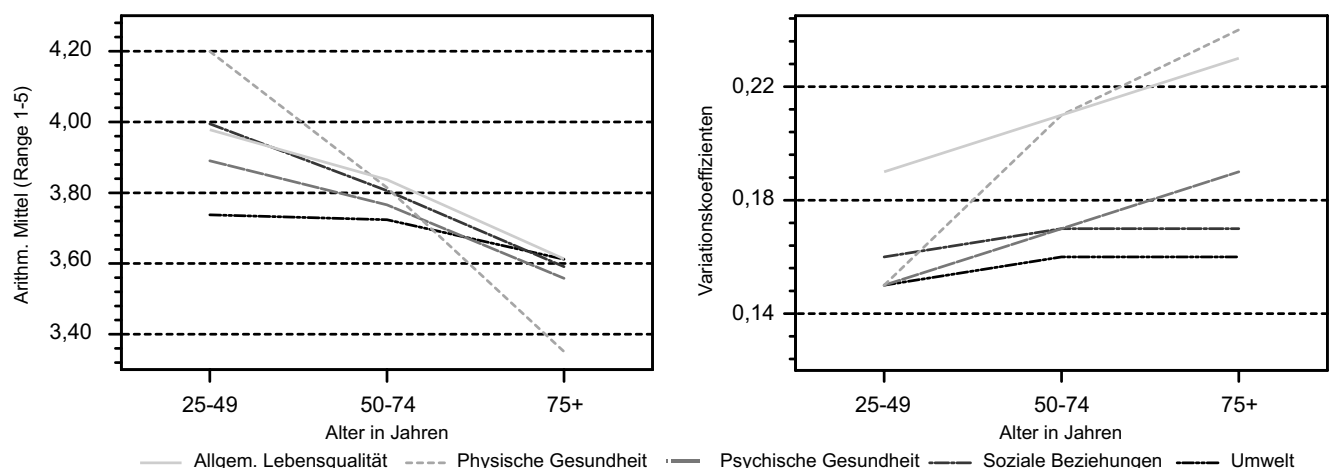 4,20
4,00
3,80
3,60
3,40
Arithm. Mittel (Range 1-5)
25-49 50-74 75+
Alter in Jahren
0,22
0,18
0,14
Variationskoeffizienten
25-49 50-74 75+
Alter in Jahren
Allgem. Lebensqualität Physische Gesundheit Psychische Gesundheit Soziale Beziehungen Umwelt